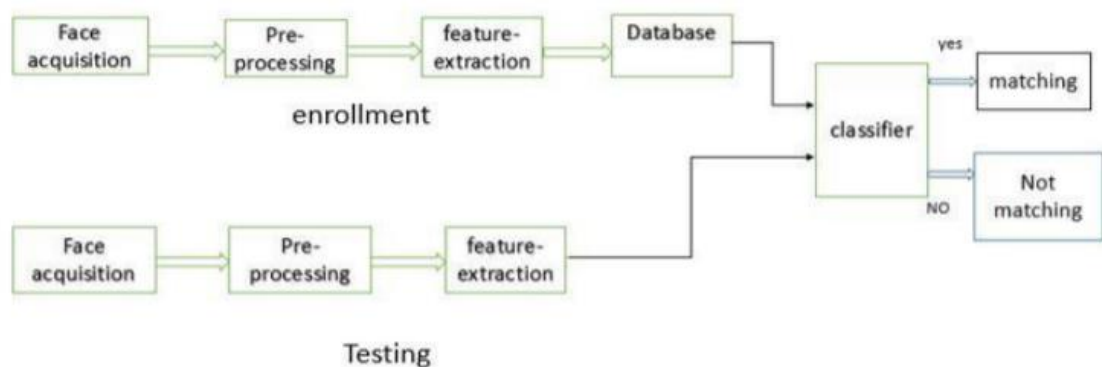 Face
acquisition
Pre-
processing
feature-
extraction
Database
enrollment
classifier
yes
matching
NO
Not
matching
Face
acquisition
Pre-
processing
feature-
extraction
Testing